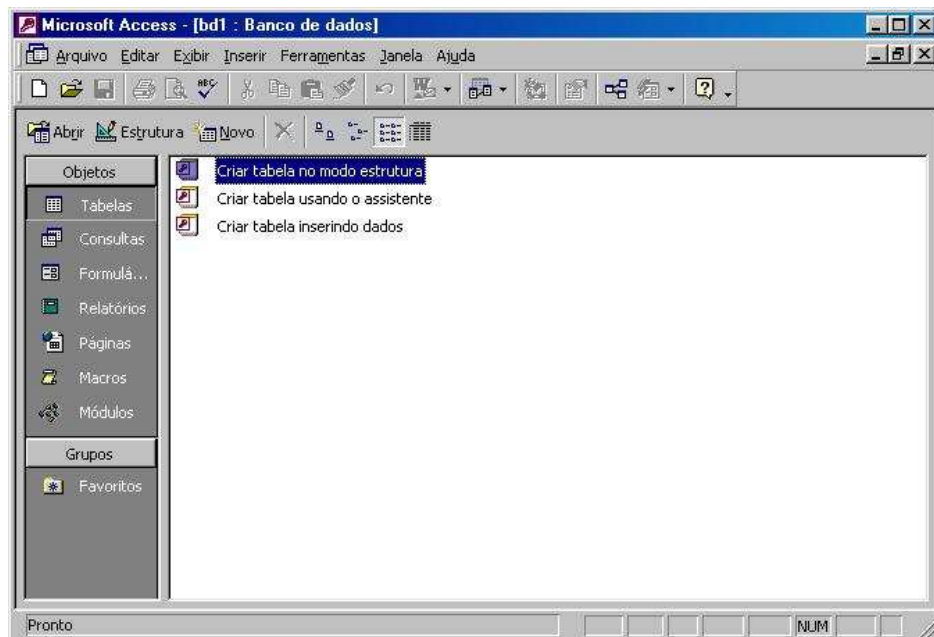 Microsoft Access - [bd1 : Banco de dados]
Arquivo Editar Exibir Inserir Ferramentas Janela Ajuda
Abrir Estrutura Novo
Objetos
Tabelas
Consultas
Formulá...
Relatórios
Páginas
Macros
Módulos
Grupos
Favoritos
Criar tabela no modo estrutura
Criar tabela usando o assistente
Criar tabela inserindo dados
Pronto
NUM